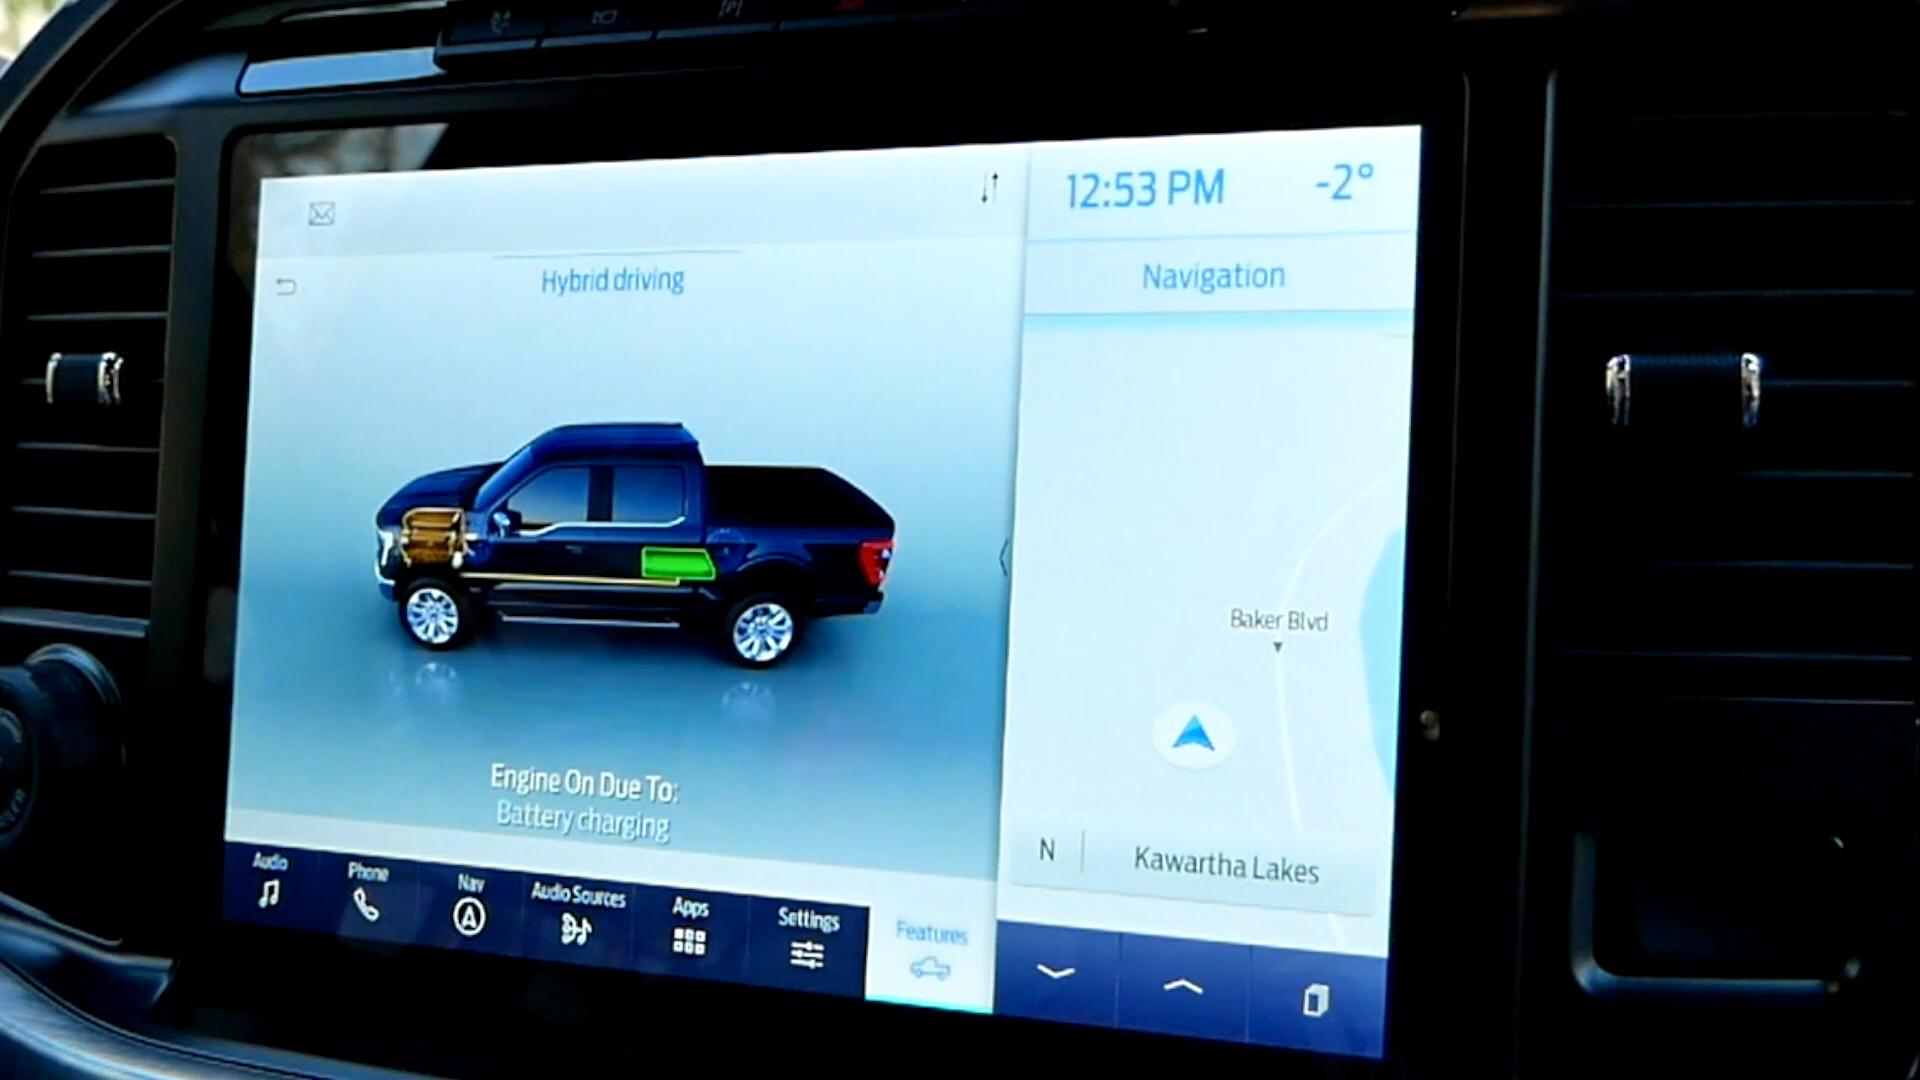 12:53 PM
-2°
Hybrid driving
Navigation
Baker Blvd
Engine On Due To:
Battery charging
N
Kawartha Lakes
Audio
Phone
Nav
Audio Sources
Apps
Settings
Features